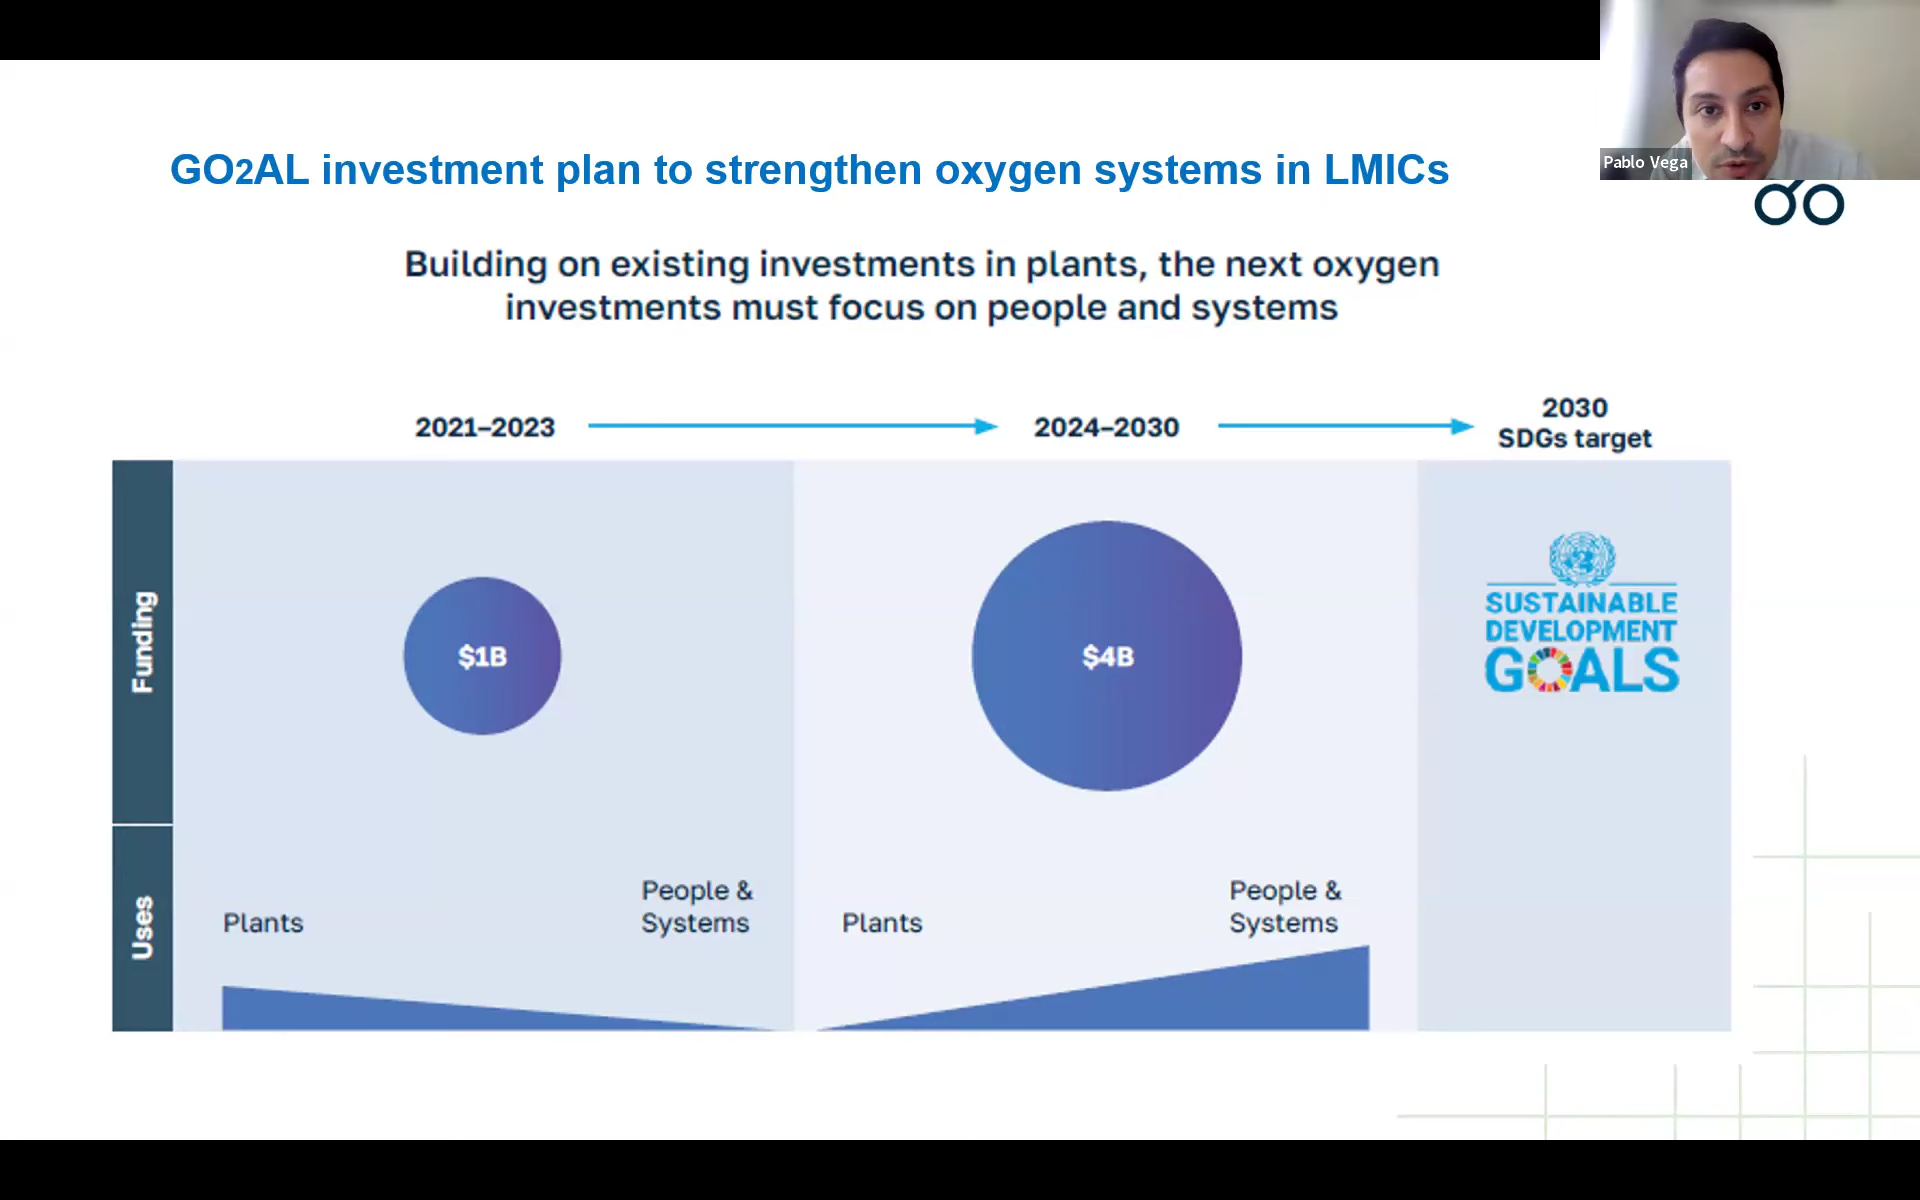 Pablo Vega
GO2AL investment plan to strengthen oxygen systems in LMICs
Building on existing investments in plants, the next oxygen
investments must focus on people and systems
2021–2023
2024–2030
2030
SDGs target
Funding
$1B
$4B
SUSTAINABLE
DEVELOPMENT
GOALS
Uses
Plants
People &
Systems
Plants
People &
Systems